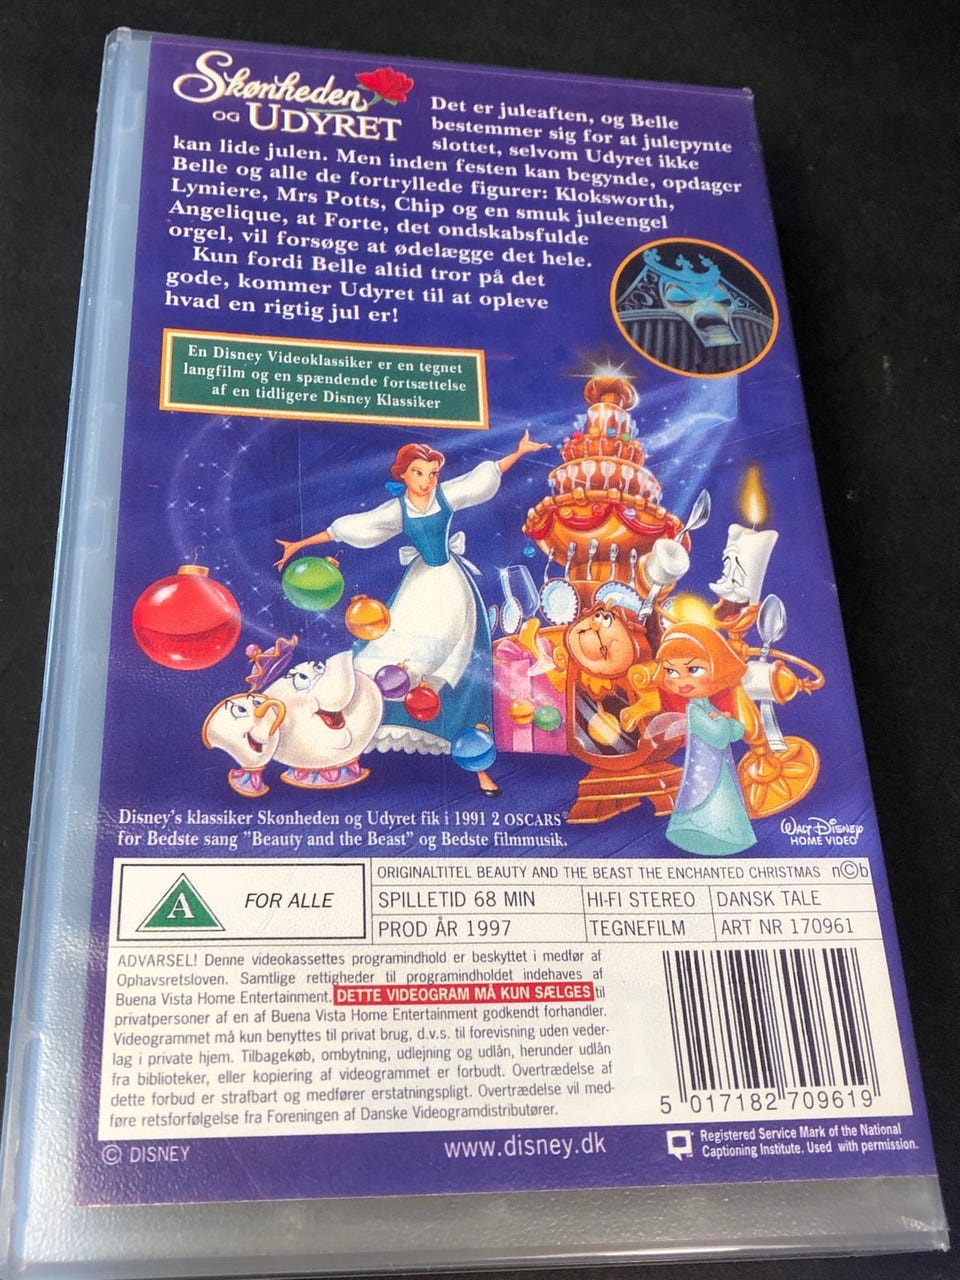 Skønheden
OG UDYRET
Det er juleaften, og Belle
bestemmer sig for at julepynte
slottet, selvom Udyret ikke
kan lide julen. Men inden festen kan begynde, opdager
Belle og alle de fortryllede figurer: Kloksworth,
Lymiere, Mrs Potts, Chip og en smuk juleengel
Angelique, at Forte, det ondskabsfulde
orgel, vil forsøge at ødelægge det hele.
Kun fordi Belle altid tror på det
gode, kommer Udyret til at opleve
hvad en rigtig jul er!
En Disney Videoklassiker er en tegnet
langfilm og en spændende fortsættelse
af en tidligere Disney Klassiker
Disney's klassiker Skønheden og Udyret fik i 1991 2 OSCARS®
for Bedste sang "Beauty and the Beast" og Bedste filmmusik.
WALT DISNEY
HOME VIDEO
A FOR ALLE
ORIGINALTITEL BEAUTY AND THE BEAST THE ENCHANTED CHRISTMAS n©b
SPILLETID 68 MIN HI-FI STEREO DANSK TALE
PROD ÅR 1997 TEGNEFILM ART NR 170961
ADVARSEL! Denne videokassettes programindhold er beskyttet i medfør af
Ophavsretsloven. Samtlige rettigheder til programindholdet indehaves af
Buena Vista Home Entertainment. DETTE VIDEOGRAM MÅ KUN SÆLGES til
privatpersoner af en af Buena Vista Home Entertainment godkendt forhandler.
Videogrammet må kun benyttes til privat brug, d.v.s. til forevisning uden veder-
lag i private hjem. Tilbagekøb, ombytning, udlejning og udlån, herunder udlån
fra biblioteker, eller kopiering af videogrammet er forbudt. Overtrædelse af
dette forbud er strafbart og medfører erstatningspligt. Overtrædelse vil med-
føre retsforfølgelse fra Foreningen af Danske Videogramdistributører.
5 017182 709619
© DISNEY
www.disney.dk
Registered Service Mark of the National
Captioning Institute. Used with permission.